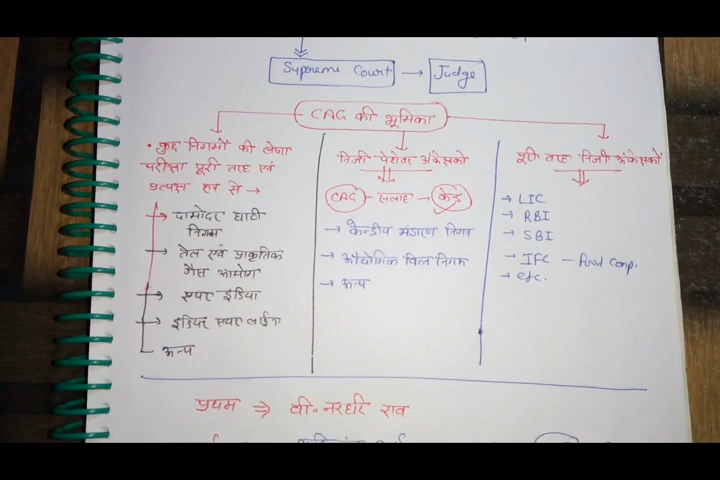 Supreme Court → Judge
CAG की भूमिका
• कुछ निगमों की लेखा
परीक्षा पूरी तरह एवं
प्रत्यक्ष रूप से →
→ दामोदर घाटी
निगम
→ तेल एवं प्राकृतिक
गैस आयोग
→ एयर इंडिया
→ इंडियन एयर लाईन
अन्य
निजी पेशेवर अंकेक्षको
CAG - सलाह → केन्द्र
→ केन्द्रीय भंडारण निगम
→ औद्योगिक वित्त निगम
→ अन्य
पूरी तरह निजी अंकेक्षकों
→ LIC
→ RBI
→ SBI
→ IFC - Food Corp.
→ etc.
प्रथम ⇒ वी. नरहरि राव